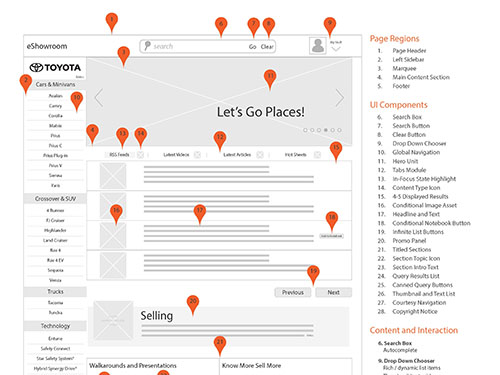 1
6
7
8
9
eShowroom
search
Go
Clear
My Stuff
3
TOYOTA
2
Cars & Minivans
Avalon
Camry
10
Corolla
Matrix
Prius
Prius C
Prius Plug-in
Prius V
Sienna
Yaris
Crossover & SUV
4 Runner
FJ Cruiser
Highlander
Land Cruiser
Rav 4
Rav 4 EV
Sequoia
Venza
Trucks
Tacoma
Tundra
Technology
Entune
Safety Connect
Star Safety System®
Hybrid Synergy Drive®
11
Let's Go Places!
4
13
14
12
15
RSS Feeds
Latest Videos
Latest Articles
Hot Sheets
16
17
18
19
Previous
Next
20
Selling
21
Walkarounds and Presentations
Know More Sell More
Page Regions
1. Page Header
2. Left Sidebar
3. Marquee
4. Main Content Section
5. Footer
UI Components
6. Search Box
7. Search Button
8. Clear Button
9. Drop Down Chooser
10. Global Navigation
11. Hero Unit
12. Tabs Module
13. In-Focus State Highlight
14. Content Type Icon
15. 4-5 Displayed Results
16. Conditional Image Asset
17. Headline and Text
18. Conditional Notebook Button
19. Infinite List Buttons
20. Promo Panel
21. Titled Sections
22. Section Topic Icon
23. Section Intro Text
24. Query Results List
25. Canned Query Buttons
26. Thumbnail and Text List
27. Courtesy Navigation
28. Copyright Notice
Content and Interaction
6. Search Box
Autocomplete
9. Drop Down Chooser
Rich / dynamic list items